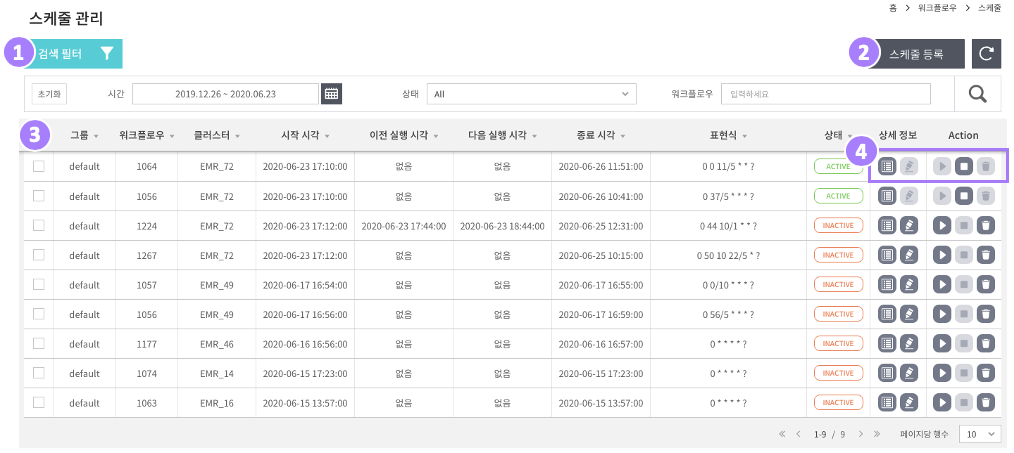 홈 > 워크플로우 > 스케줄
스케줄 관리
1 검색 필터 2 스케줄 등록
초기화 시간 2019.12.26 ~ 2020.06.23 상태 All 워크플로우 입력하세요
3 그룹 워크플로우 클러스터 시작 시각 이전 실행 시각 다음 실행 시각 종료 시각 표현식 상태 4 상세 정보 Action
default 1064 EMR_72 2020-06-23 17:10:00 없음 없음 2020-06-26 11:51:00 0 0 11/5 * * ? ACTIVE
default 1056 EMR_72 2020-06-23 17:10:00 없음 없음 2020-06-26 10:41:00 0 37/5 * * * ? ACTIVE
default 1224 EMR_72 2020-06-23 17:12:00 2020-06-23 17:44:00 2020-06-23 18:44:00 2020-06-25 12:31:00 0 44 10/1 * * ? INACTIVE
default 1267 EMR_72 2020-06-23 17:12:00 없음 없음 2020-06-25 10:15:00 0 50 10 22/5 * ? INACTIVE
default 1057 EMR_49 2020-06-17 16:54:00 없음 없음 2020-06-17 16:55:00 0 0/10 * * * ? INACTIVE
default 1056 EMR_49 2020-06-17 16:56:00 없음 없음 2020-06-17 16:59:00 0 56/5 * * * ? INACTIVE
default 1177 EMR_46 2020-06-16 16:56:00 없음 없음 2020-06-16 16:57:00 0 * * * * ? INACTIVE
default 1074 EMR_14 2020-06-15 17:23:00 없음 없음 2020-06-15 17:23:00 0 * * * * ? INACTIVE
default 1063 EMR_16 2020-06-15 13:57:00 없음 없음 2020-06-15 13:57:00 0 * * * * ? INACTIVE
« < 1-9 / 9 > » 페이지당 행수 10